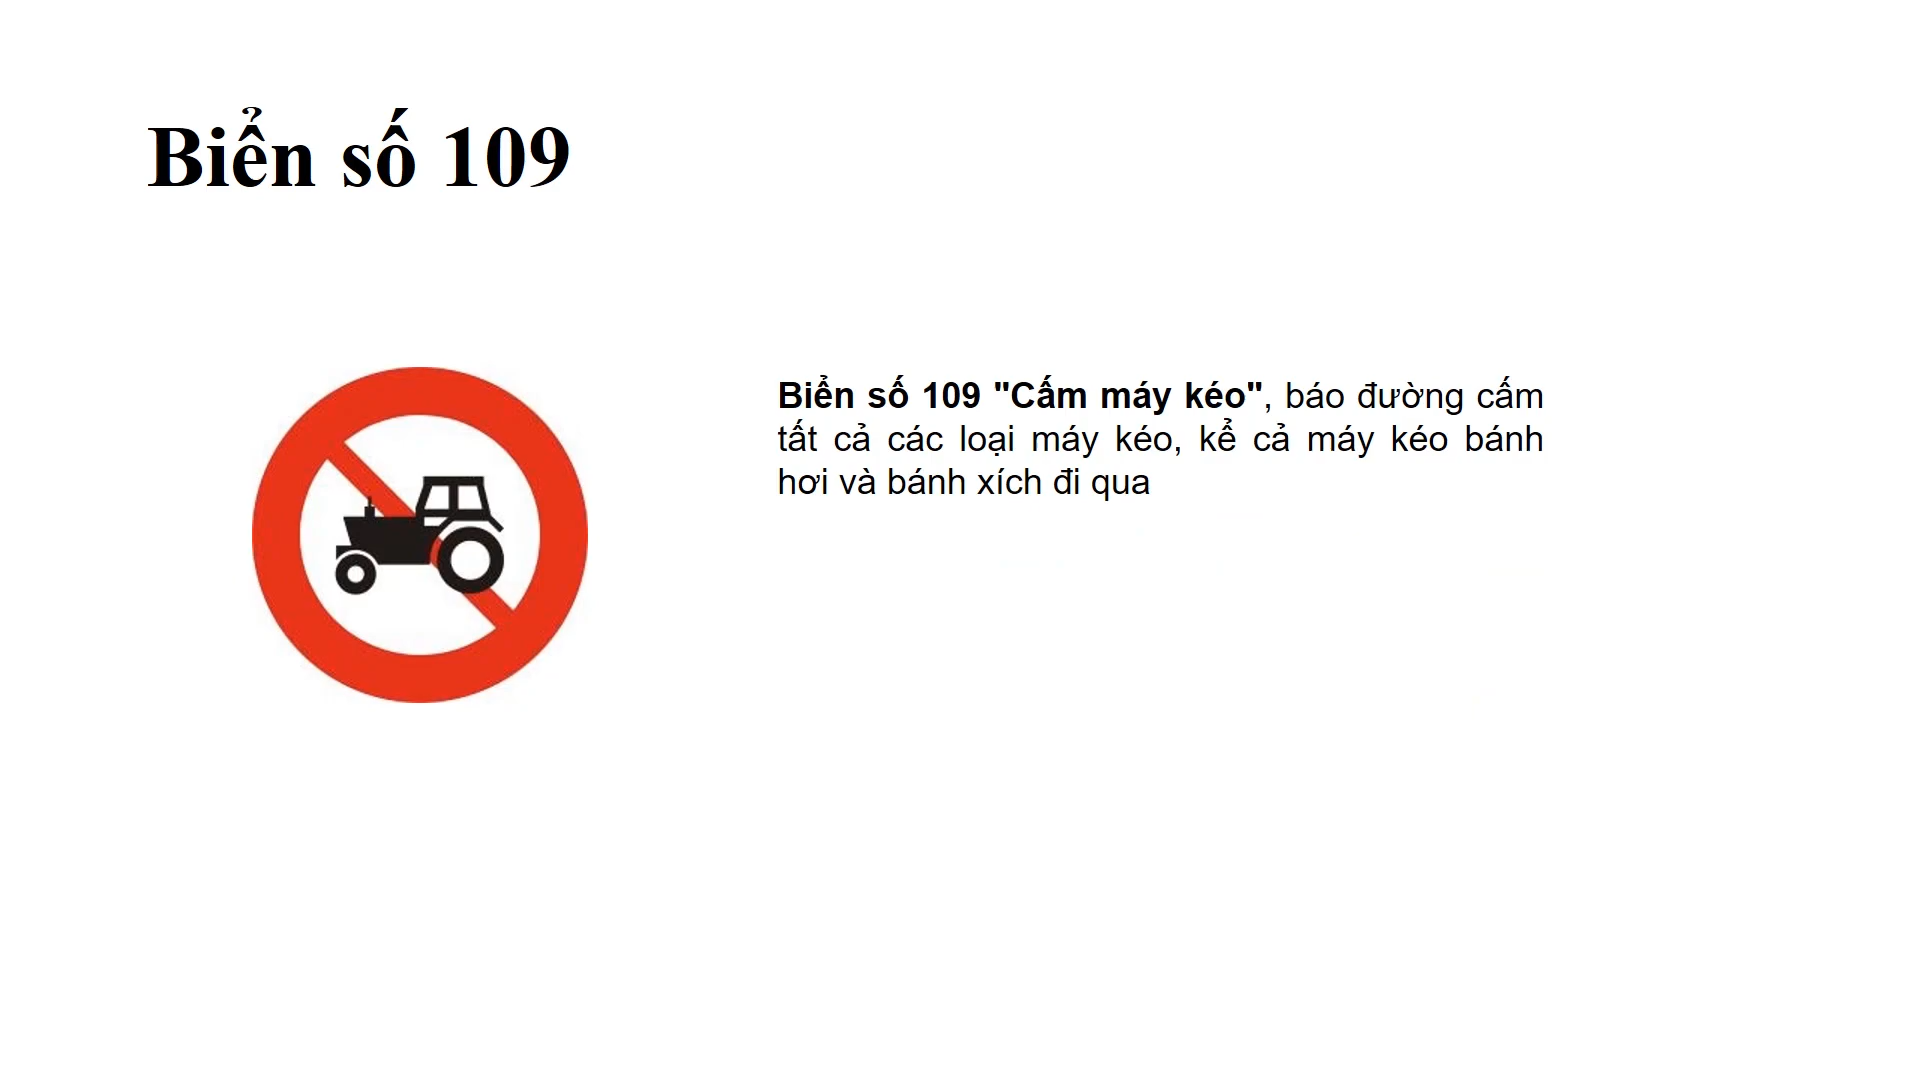 Biển số 109
Biển số 109 "Cấm máy kéo", báo đường cấm
tất cả các loại máy kéo, kể cả máy kéo bánh
hơi và bánh xích đi qua